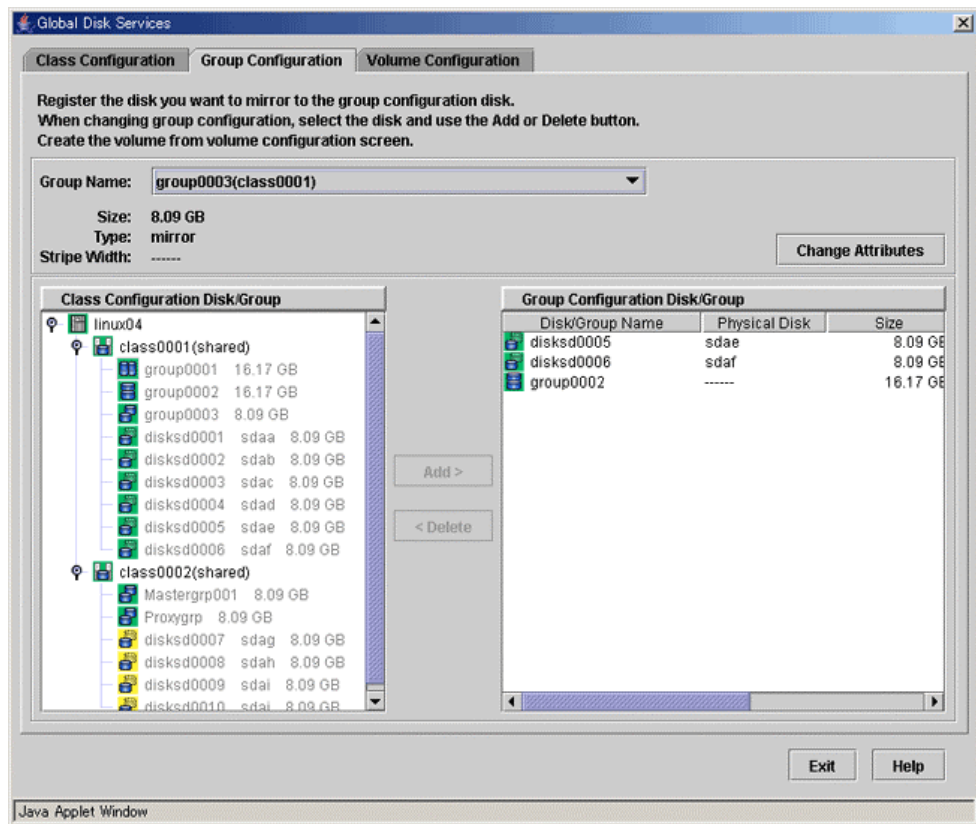 Global Disk Services
Class Configuration Group Configuration Volume Configuration
Register the disk you want to mirror to the group configuration disk.
When changing group configuration, select the disk and use the Add or Delete button.
Create the volume from volume configuration screen.
Group Name: group0003(class0001)
Size: 8.09 GB
Type: mirror
Stripe Width: ------
Change Attributes
Class Configuration Disk/Group
linux04
class0001(shared)
group0001 16.17 GB
group0002 16.17 GB
group0003 8.09 GB
disksd0001 sdaa 8.09 GB
disksd0002 sdab 8.09 GB
disksd0003 sdac 8.09 GB
disksd0004 sdad 8.09 GB
disksd0005 sdae 8.09 GB
disksd0006 sdaf 8.09 GB
class0002(shared)
Mastergrp001 8.09 GB
Proxygrp 8.09 GB
disksd0007 sdag 8.09 GB
disksd0008 sdah 8.09 GB
disksd0009 sdai 8.09 GB
disksd0010 sdaj 8.09 GB
Add >
< Delete
Group Configuration Disk/Group
Disk/Group Name Physical Disk Size
disksd0005 sdae 8.09 GB
disksd0006 sdaf 8.09 GB
group0002 ------ 16.17 GB
Exit Help
Java Applet Window